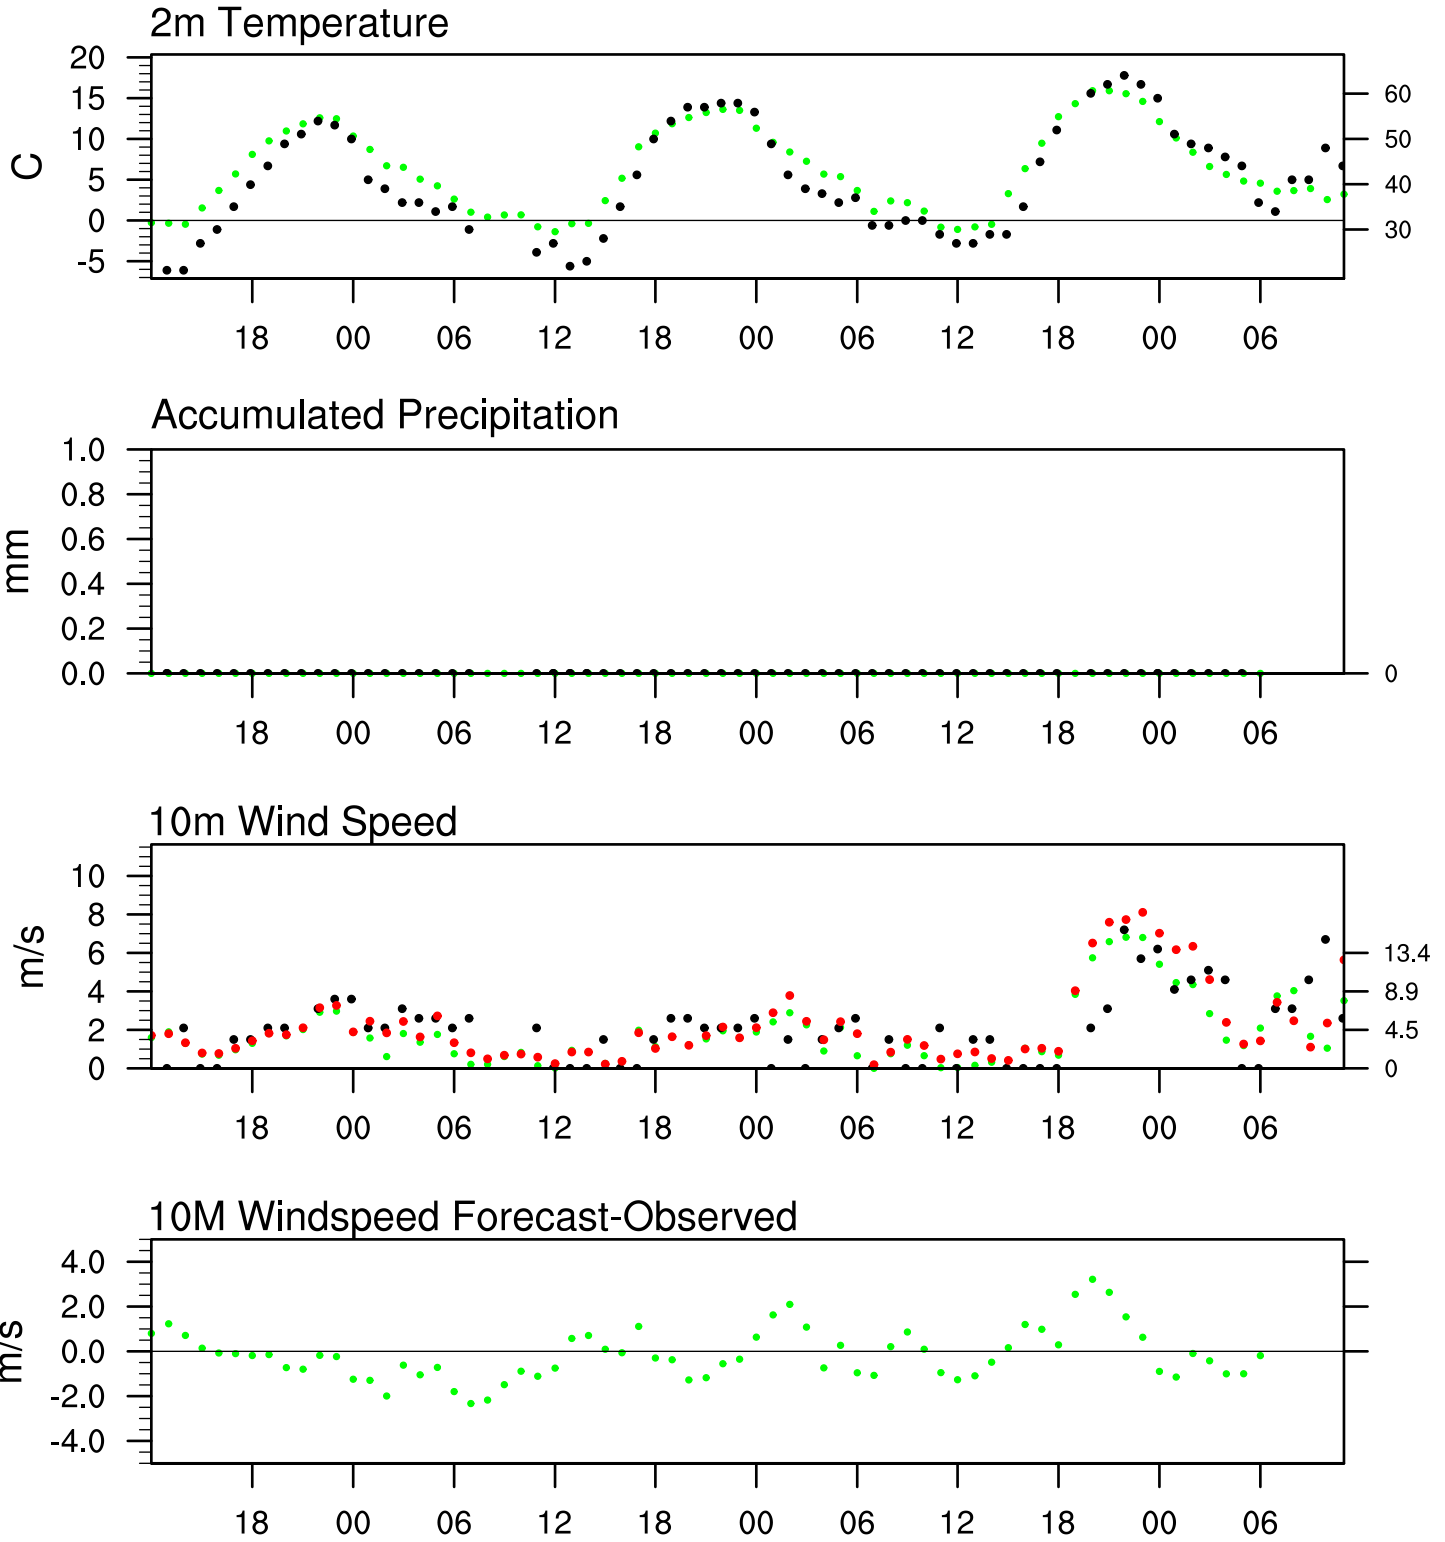 2m Temperature
20
15
10
5
0
-5
C
60
50
40
30
18 00 06 12 18 00 06 12 18 00 06
Accumulated Precipitation
1.0
0.8
0.6
0.4
0.2
0.0
mm
0
18 00 06 12 18 00 06 12 18 00 06
10m Wind Speed
10
8
6
4
2
0
m/s
13.4
8.9
4.5
0
18 00 06 12 18 00 06 12 18 00 06
10M Windspeed Forecast-Observed
4.0
2.0
0.0
-2.0
-4.0
m/s
18 00 06 12 18 00 06 12 18 00 06